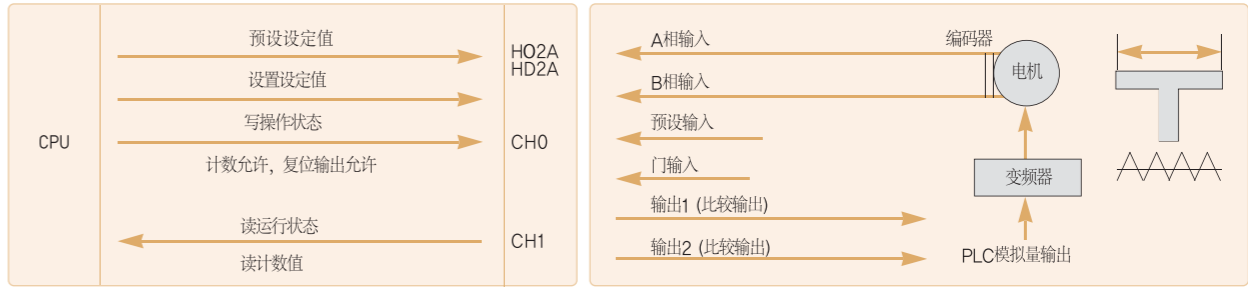 预设设定值
HO2A
HD2A
设置设定值
写操作状态
CPU
CH0
计数允许，复位输出允许
读运行状态
CH1
读计数值
A相输入
编码器
电机
B相输入
预设输入
门输入
变频器
输出1 (比较输出)
输出2 (比较输出)
PLC模拟量输出